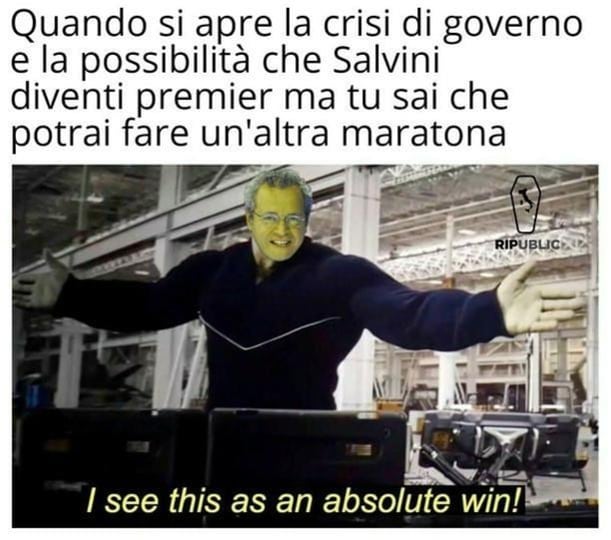 Quando si apre la crisi di governo
e la possibilità che Salvini
diventi premier ma tu sai che
potrai fare un'altra maratona
RIPUBLIC
I see this as an absolute win!